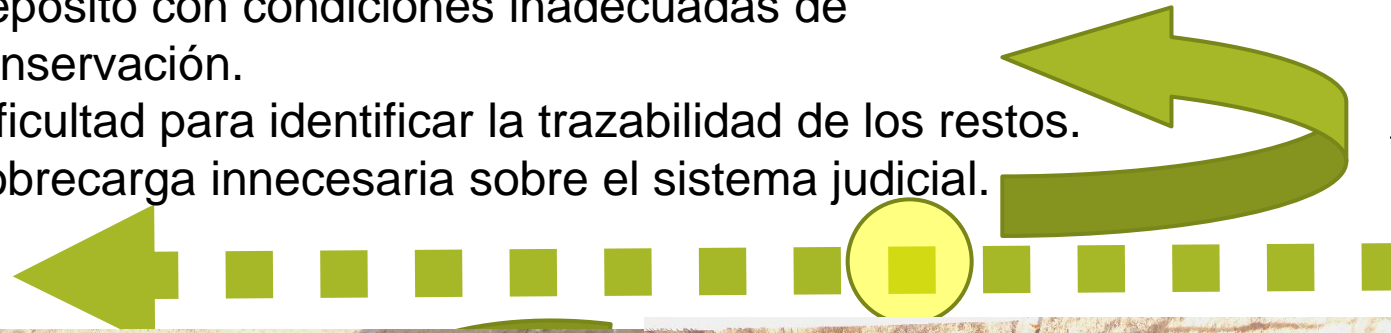 epósito con condiciones inadecuadas de
nservación.
ficultad para identificar la trazabilidad de los restos.
obrecarga innecesaria sobre el sistema judicial.